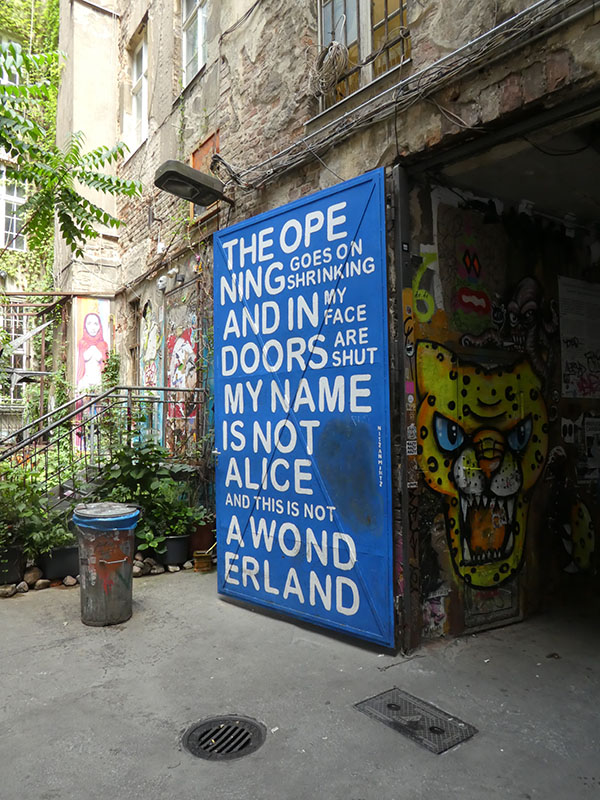 THE OPE
NING
GOES ON
SHRINKING
AND IN
MY
FACE
DOORS
ARE
SHUT
MY NAME
IS NOT
ALICE
AND THIS IS NOT
A WOND
ERLAND
NITZANMINTZ